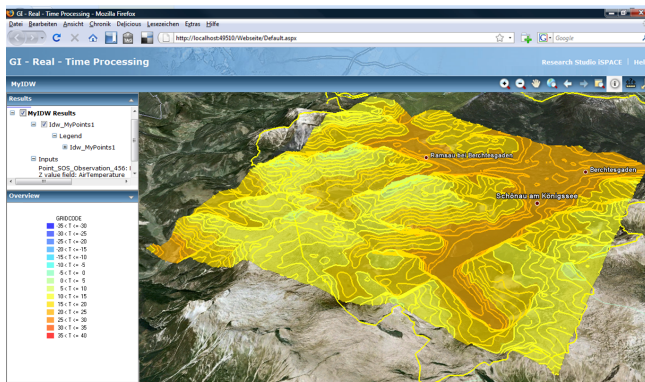 GI - Real - Time Processing - Mozilla Firefox
Datei Bearbeiten Ansicht Chronik Delicious Lesezeichen Extras Hilfe
http://localhost:49510/Webseite/Default.aspx
Google
GI - Real - Time Processing
Research Studio iSPACE
MyIDW
Results
MyIDW Results
Idw_MyPoints1
Legend
Idw_MyPoints1
Inputs
Point_SOS_Observation_456:
Z value field: AirTemperature
Overview
GRIDCODE
-35 < T <= -30
-30 < T <= -25
-25 < T <= -20
-20 < T <= -15
-15 < T <= -10
-10 < T <= -5
-5 < T <= 0
0 < T <= 5
5 < T <= 10
10 < T <= 15
15 < T <= 20
20 < T <= 25
25 < T <= 30
30 < T <= 35
35 < T <= 40
Ramsau bei Berchtesgaden
Berchtesgaden
Schönau am Königssee